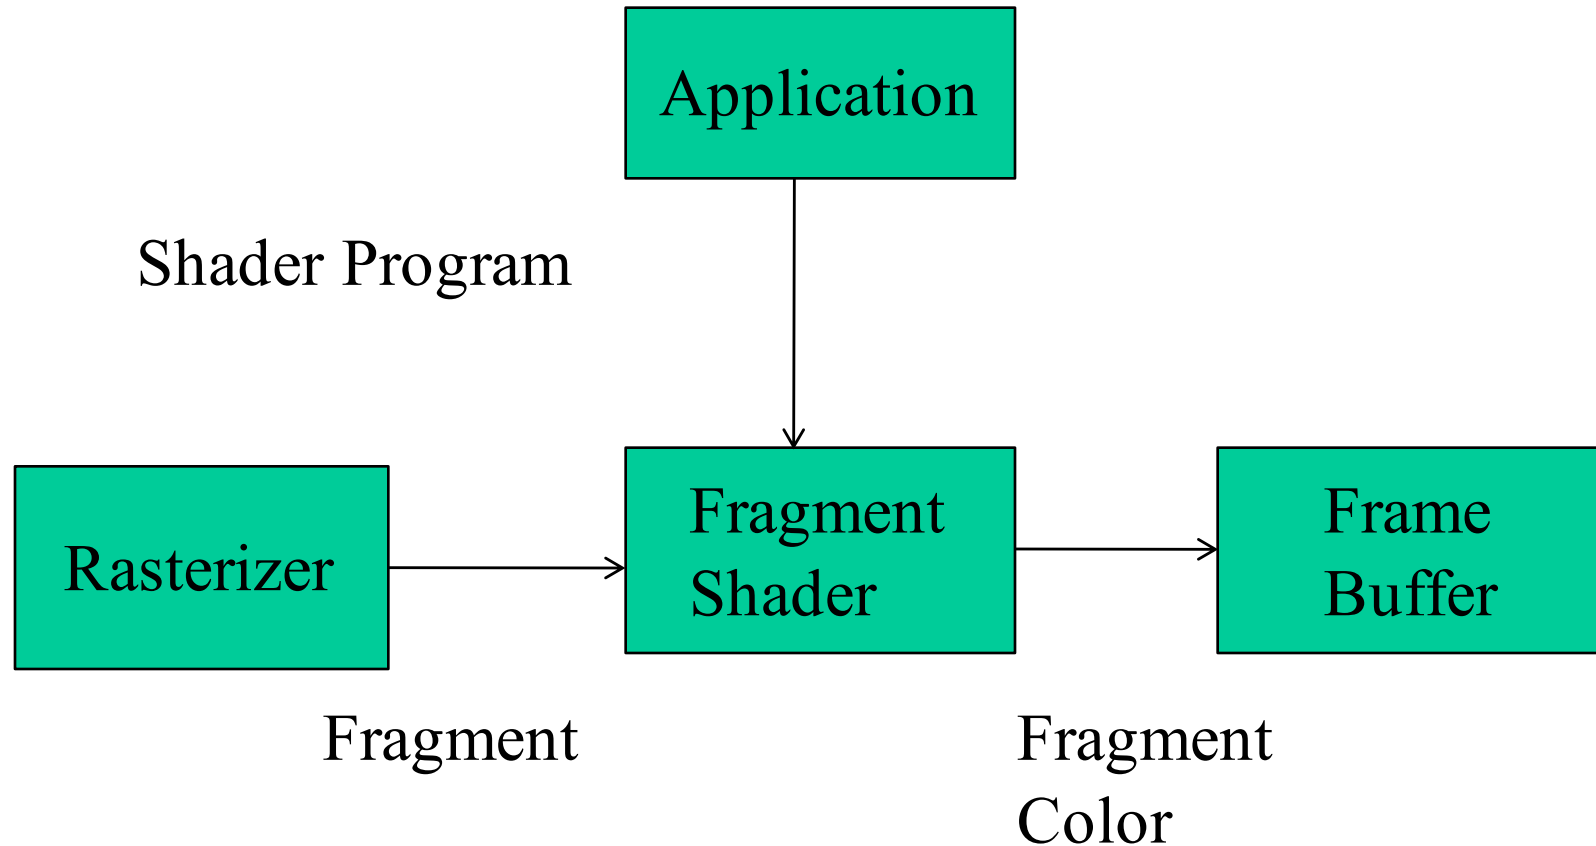 Application
Shader Program
Rasterizer
Fragment
Shader
Frame
Buffer
Fragment
Fragment
Color